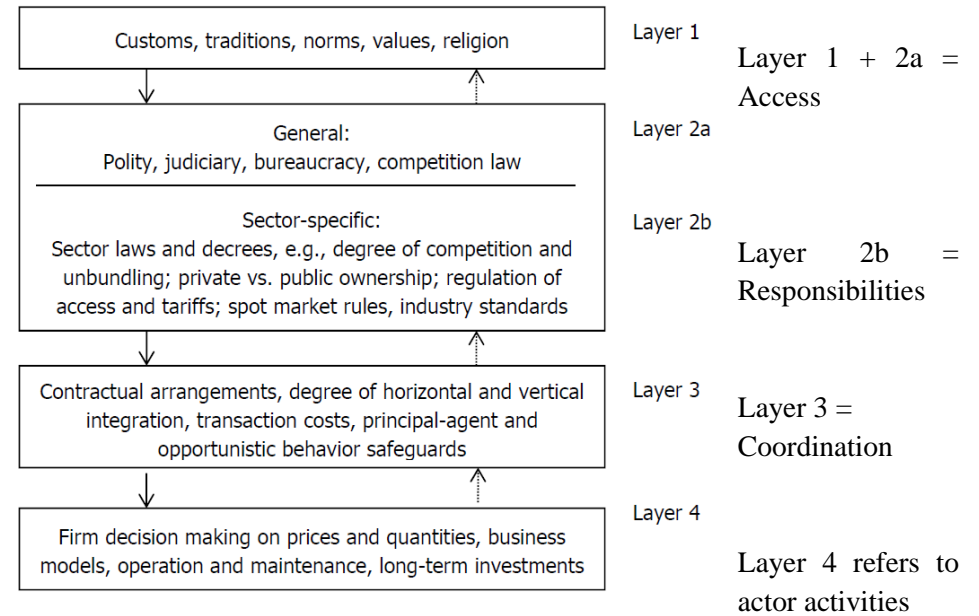 Customs, traditions, norms, values, religion
Layer 1
Layer 1 + 2a =
Access
General:
Polity, judiciary, bureaucracy, competition law
Layer 2a
Sector-specific:
Sector laws and decrees, e.g., degree of competition and
unbundling; private vs. public ownership; regulation of
access and tariffs; spot market rules, industry standards
Layer 2b
Layer 2b =
Responsibilities
Contractual arrangements, degree of horizontal and vertical
integration, transaction costs, principal-agent and
opportunistic behavior safeguards
Layer 3
Layer 3 =
Coordination
Firm decision making on prices and quantities, business
models, operation and maintenance, long-term investments
Layer 4
Layer 4 refers to
actor activities